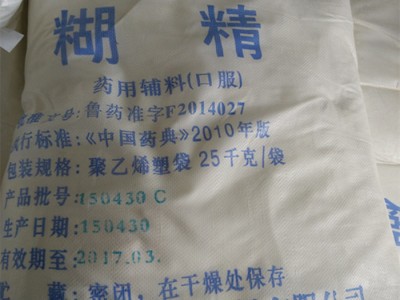 糊精
药用辅料(口服)
文号:鲁药准字F2014027
执行标准:《中国药典》2010年版
包装规格:聚乙烯塑袋 25千克/袋
产品批号:150430 C
生产日期:150430
有效期至:2017.03.
藏:密闭,在干燥处保存